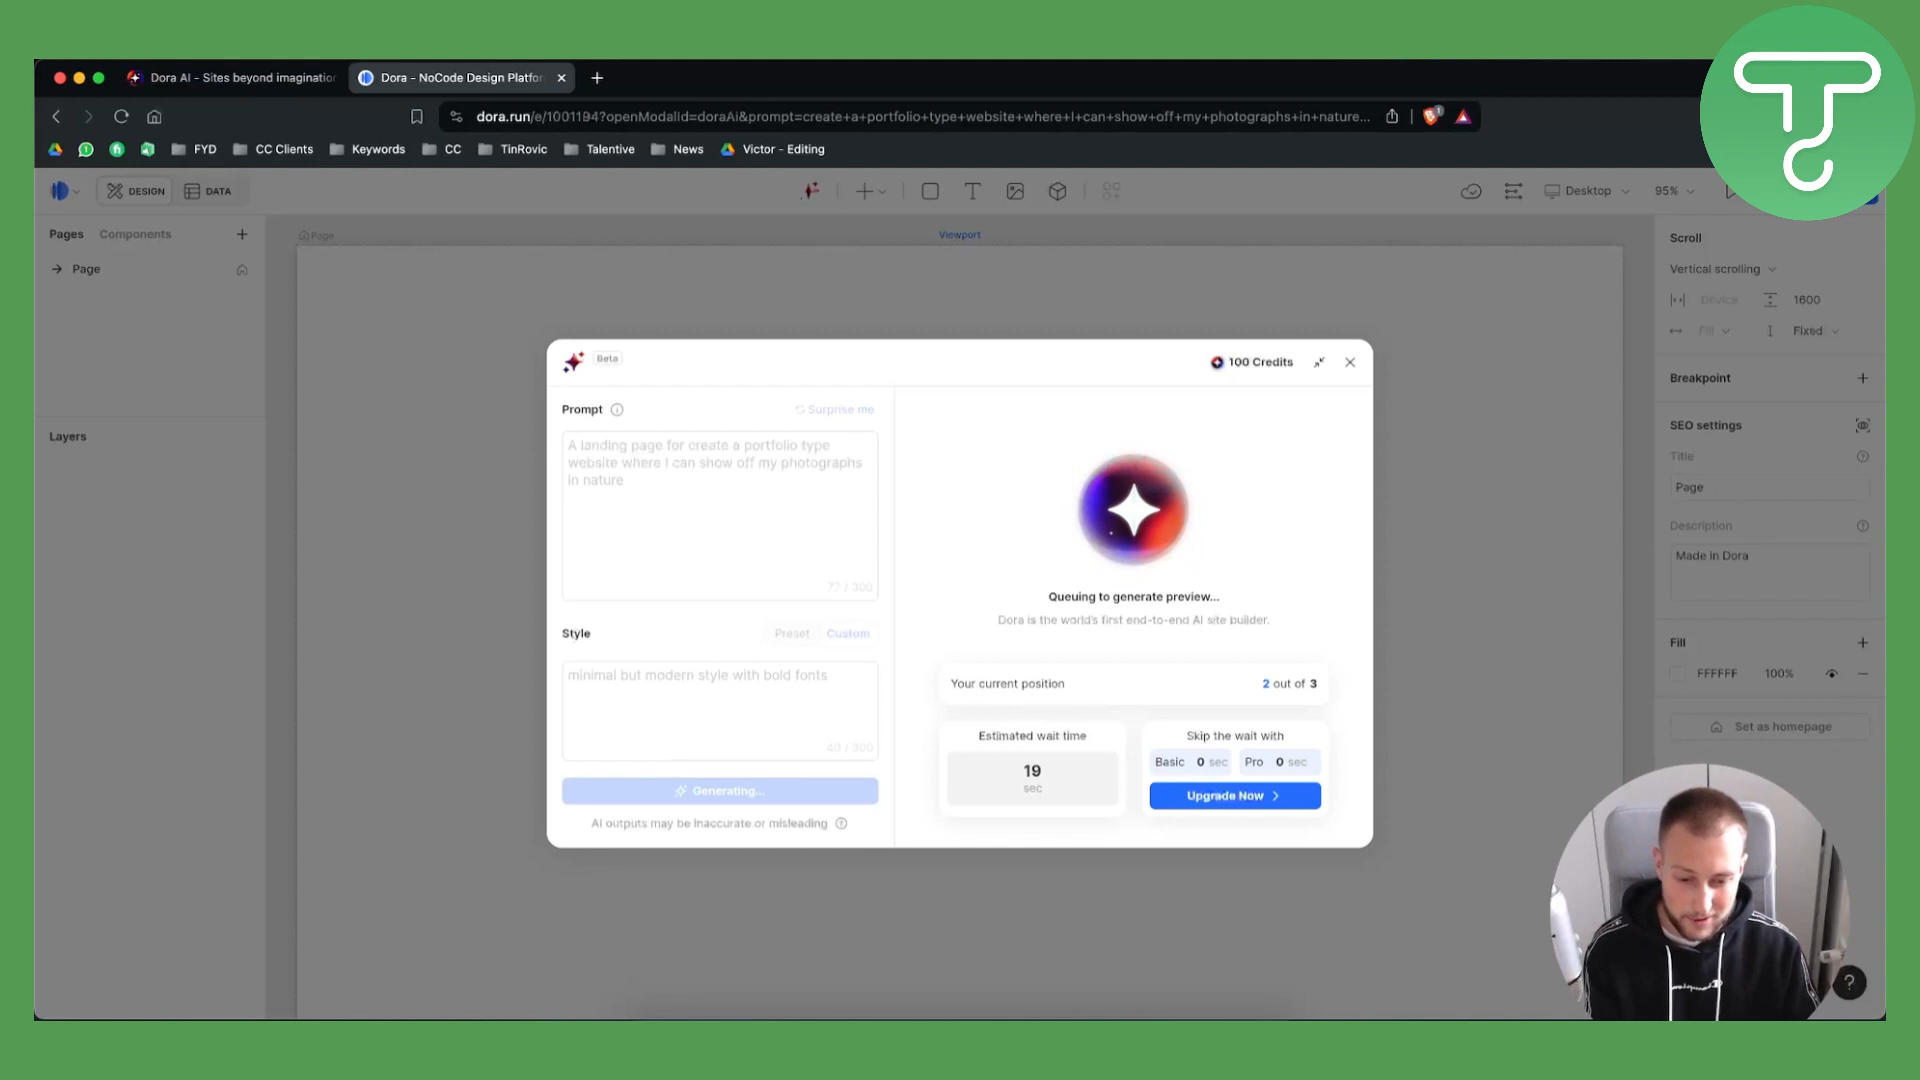 Dora AI - Sites beyond imagination
Dora - NoCode Design Platfor
dora.run/e/1001194?openModalId=doraAi&prompt=create+a+portfolio+type+website+where+I+can+show+off+my+photographs+in+nature...
FYD
CC Clients
Keywords
CC
TinRovic
Talentive
News
Victor - Editing
DESIGN
DATA
Desktop
95%
Pages
Components
Page
Page
Viewport
Layers
Scroll
Vertical scrolling
Device
1600
Fill
Fixed
Breakpoint
SEO settings
Title
Page
Description
Made in Dora
Fill
FFFFFF
100%
Set as homepage
Beta
100 Credits
Prompt
Surprise me
A landing page for create a portfolio type
website where I can show off my photographs
in nature
77 / 300
Style
Preset
Custom
minimal but modern style with bold fonts
40 / 300
Generating...
AI outputs may be inaccurate or misleading
Queuing to generate preview...
Dora is the world's first end-to-end AI site builder.
Your current position
2 out of 3
Estimated wait time
19
sec
Skip the wait with
Basic 0 sec
Pro 0 sec
Upgrade Now